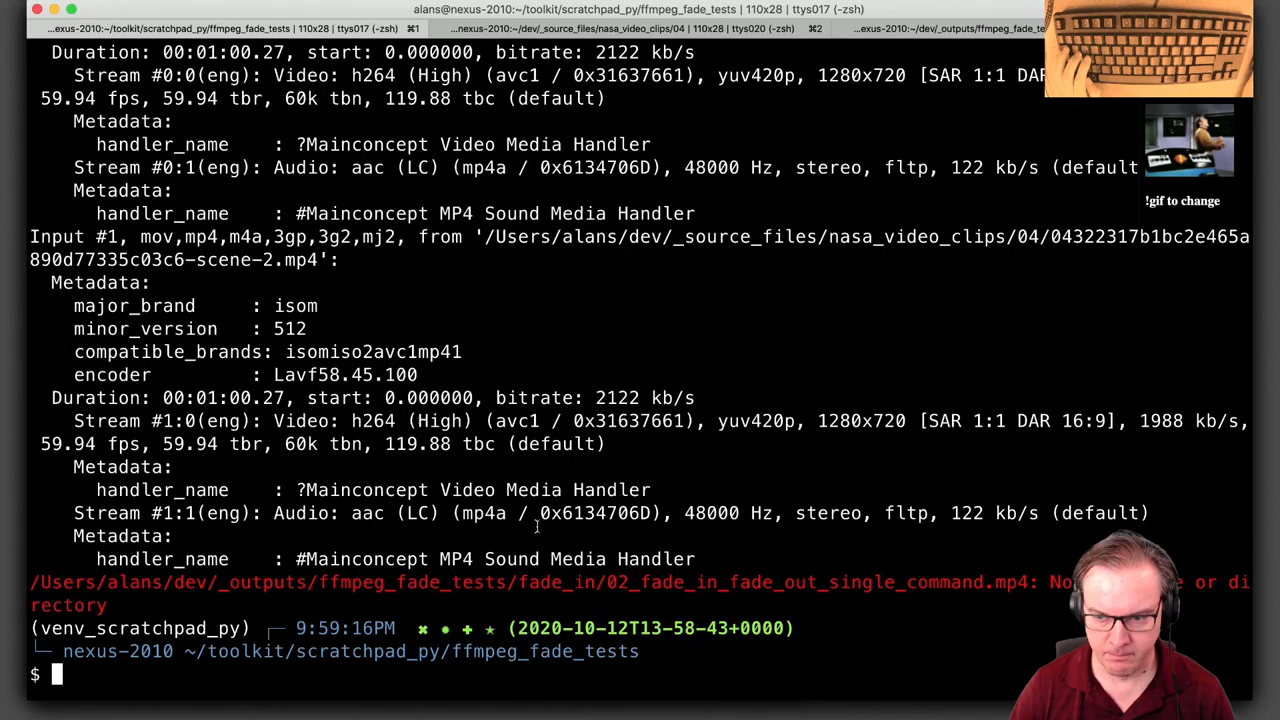 alans@nexus-2010:~/toolkit/scratchpad_py/ffmpeg_fade_tests | 110x28 | ttys017 (-zsh)
...exus-2010:~/toolkit/scratchpad_py/ffmpeg_fade_tests | 110x28 | ttys017 (-zsh) ⌘1 ...nexus-2010:~/dev/_source_files/nasa_video_clips/04 | 110x28 | ttys020 (-zsh) ⌘2 ...exus-2010:~/dev/_outputs/ffmpeg_fade_te
Duration: 00:01:00.27, start: 0.000000, bitrate: 2122 kb/s
Stream #0:0(eng): Video: h264 (High) (avc1 / 0x31637661), yuv420p, 1280x720 [SAR 1:1 DAR
59.94 fps, 59.94 tbr, 60k tbn, 119.88 tbc (default)
Metadata:
handler_name : ?Mainconcept Video Media Handler
Stream #0:1(eng): Audio: aac (LC) (mp4a / 0x6134706D), 48000 Hz, stereo, fltp, 122 kb/s (default
Metadata:
!gif to change
handler_name : #Mainconcept MP4 Sound Media Handler
Input #1, mov,mp4,m4a,3gp,3g2,mj2, from '/Users/alans/dev/_source_files/nasa_video_clips/04/04322317b1bc2e465a
890d77335c03c6-scene-2.mp4':
Metadata:
major_brand : isom
minor_version : 512
compatible_brands: isomiso2avc1mp41
encoder : Lavf58.45.100
Duration: 00:01:00.27, start: 0.000000, bitrate: 2122 kb/s
Stream #1:0(eng): Video: h264 (High) (avc1 / 0x31637661), yuv420p, 1280x720 [SAR 1:1 DAR 16:9], 1988 kb/s,
59.94 fps, 59.94 tbr, 60k tbn, 119.88 tbc (default)
Metadata:
handler_name : ?Mainconcept Video Media Handler
Stream #1:1(eng): Audio: aac (LC) (mp4a / 0x6134706D), 48000 Hz, stereo, fltp, 122 kb/s (default)
Metadata:
handler_name : #Mainconcept MP4 Sound Media Handler
/Users/alans/dev/_outputs/ffmpeg_fade_tests/fade_in/02_fade_in_fade_out_single_command.mp4: No or di
rectory
(venv_scratchpad_py) ┌─ 9:59:16PM ✖ ✹ ✚ ★ (2020-10-12T13-58-43+0000)
└─ nexus-2010 ~/toolkit/scratchpad_py/ffmpeg_fade_tests
$